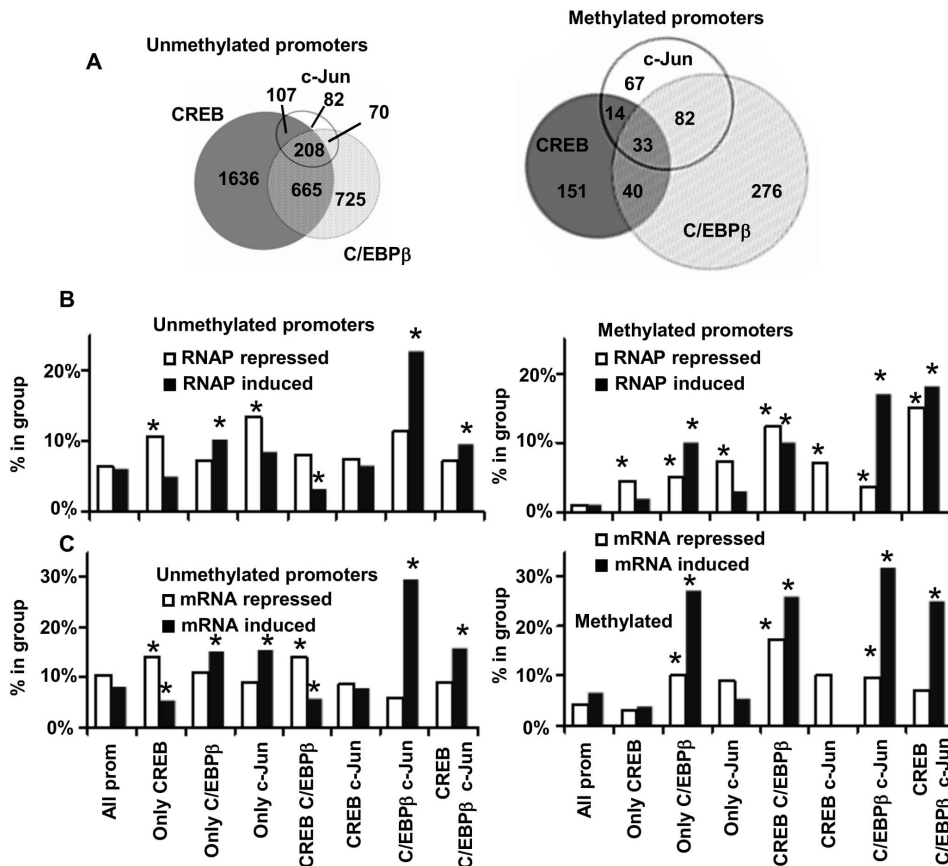 A
Unmethylated promoters
c-Jun
107
82
70
CREB
208
1636
665
725
C/EBPβ
Methylated promoters
c-Jun
67
14
82
CREB
33
151
40
276
C/EBPβ
B
Unmethylated promoters
RNAP repressed
RNAP induced
% in group
20%
10%
0%
* * * * * * *
Methylated promoters
RNAP repressed
RNAP induced
% in group
20%
10%
0%
* * * * * * * * * * *
C
Unmethylated promoters
mRNA repressed
mRNA induced
% in group
30%
20%
10%
0%
* * * * * * * *
All prom
Only CREB
Only C/EBPβ
Only c-Jun
CREB C/EBPβ
CREB c-Jun
C/EBPβ c-Jun
CREB
C/EBPβ c-Jun
mRNA repressed
mRNA induced
Methylated
% in group
30%
20%
10%
0%
* * * * * * *
All prom
Only CREB
Only C/EBPβ
Only c-Jun
CREB C/EBPβ
CREB c-Jun
C/EBPβ c-Jun
CREB
C/EBPβ c-Jun